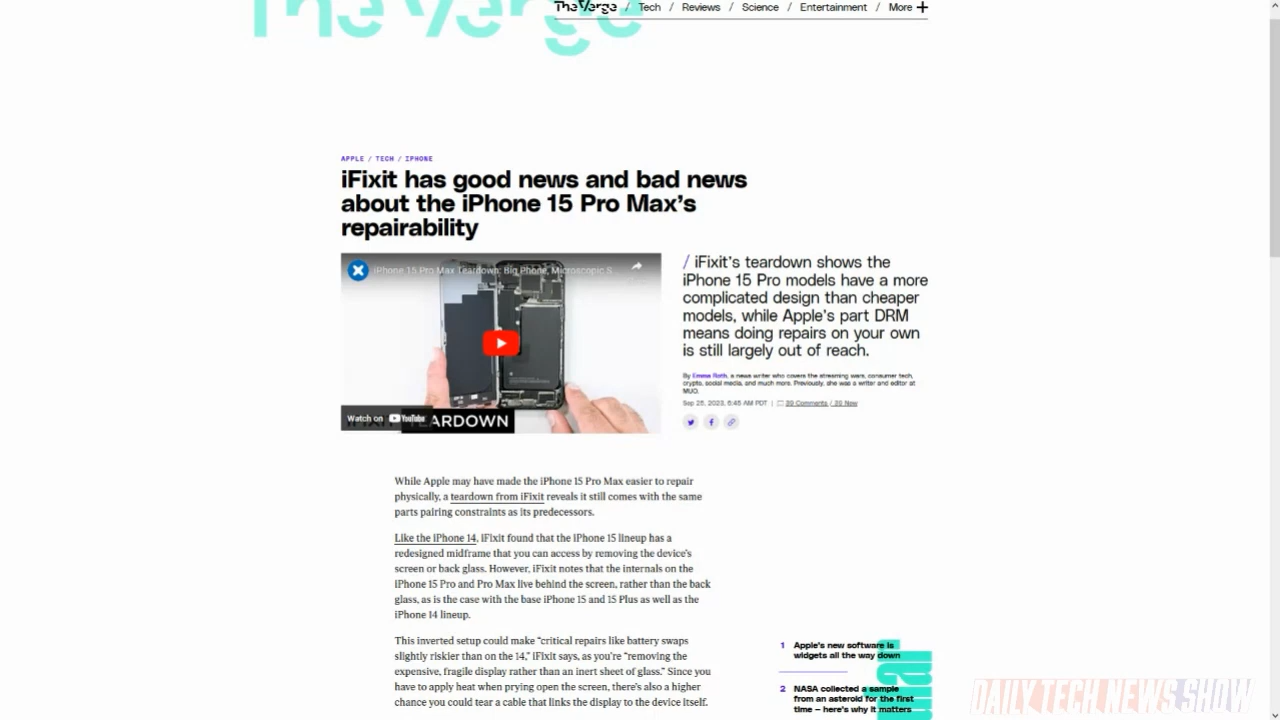 The Verge
The Verge / Tech / Reviews / Science / Entertainment / More +
APPLE / TECH / IPHONE
iFixit has good news and bad news
about the iPhone 15 Pro Max's
repairability
iPhone 15 Pro Max Teardown: Big Phone, Microscopic S
Watch on YouTube
TEARDOWN
/ iFixit's teardown shows the
iPhone 15 Pro models have a more
complicated design than cheaper
models, while Apple's part DRM
means doing repairs on your own
is still largely out of reach.
By Emma Roth, a news writer who covers the streaming wars, consumer tech,
crypto, social media, and much more. Previously, she was a writer and editor at
MUO.
Sep 25, 2023, 6:45 AM PDT | 20 Comments / 20 New
While Apple may have made the iPhone 15 Pro Max easier to repair
physically, a teardown from iFixit reveals it still comes with the same
parts pairing constraints as its predecessors.
Like the iPhone 14, iFixit found that the iPhone 15 lineup has a
redesigned midframe that you can access by removing the device's
screen or back glass. However, iFixit notes that the internals on the
iPhone 15 Pro and Pro Max live behind the screen, rather than the back
glass, as is the case with the base iPhone 15 and 15 Plus as well as the
iPhone 14 lineup.
This inverted setup could make "critical repairs like battery swaps
slightly riskier than on the 14," iFixit says, as you're "removing the
expensive, fragile display rather than an inert sheet of glass." Since you
have to apply heat when prying open the screen, there's also a higher
chance you could tear a cable that links the display to the device itself.
1 Apple's new software is
widgets all the way down
2 NASA collected a sample
from an asteroid for the first
time – here's why it matters
DAILY TECH NEWS SHOW